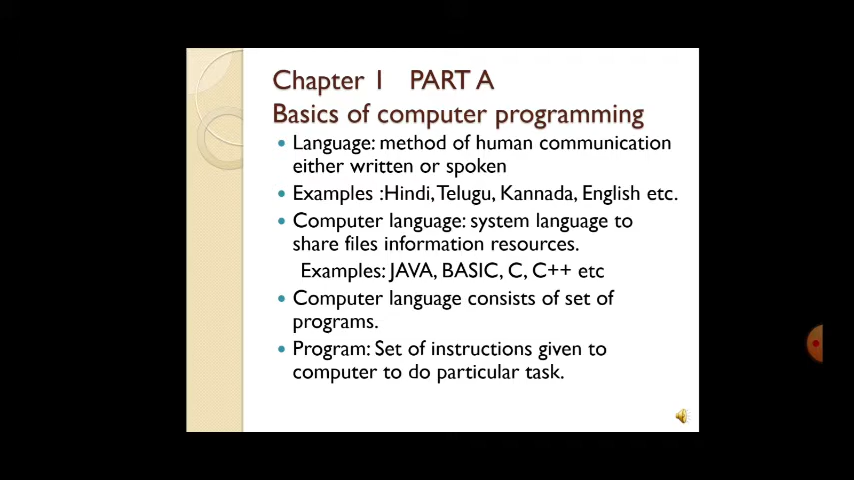 Chapter 1 PART A
Basics of computer programming
Language: method of human communication
either written or spoken
Examples :Hindi, Telugu, Kannada, English etc.
Computer language: system language to
share files information resources.
Examples: JAVA, BASIC, C, C++ etc
Computer language consists of set of
programs.
Program: Set of instructions given to
computer to do particular task.